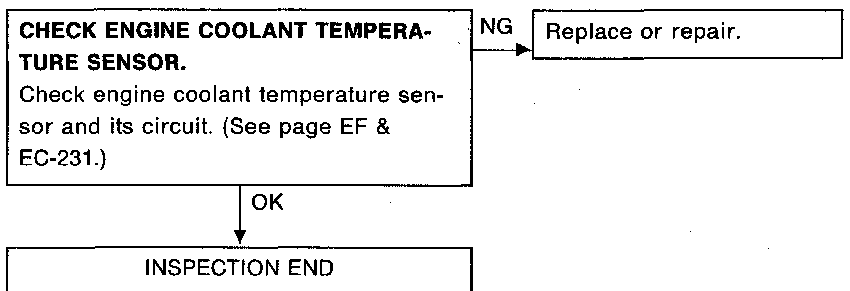 CHECK ENGINE COOLANT TEMPERA-
TURE SENSOR.
Check engine coolant temperature sen-
sor and its circuit. (See page EF &
EC-231.)
NG
Replace or repair.
OK
INSPECTION END